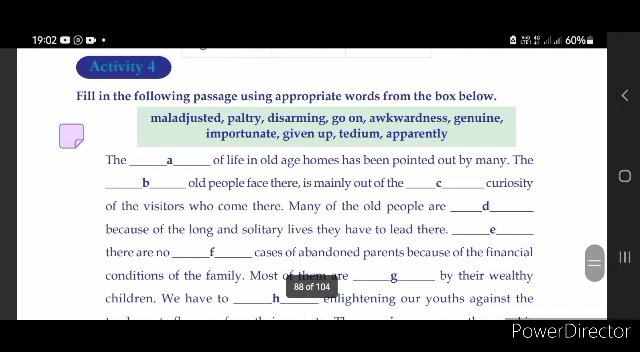 19:02
60%
Activity 4
Fill in the following passage using appropriate words from the box below.
maladjusted, paltry, disarming, go on, awkwardness, genuine,
importunate, given up, tedium, apparently
The ______a______ of life in old age homes has been pointed out by many. The
______b______ old people face there, is mainly out of the ______c______ curiosity
of the visitors who come there. Many of the old people are ______d______
because of the long and solitary lives they have to lead there. ______e______
there are no ______f______ cases of abandoned parents because of the financial
conditions of the family. Most of them are ______g______ by their wealthy
88 of 104
children. We have to ______h______ enlightening our youths against the
PowerDirector